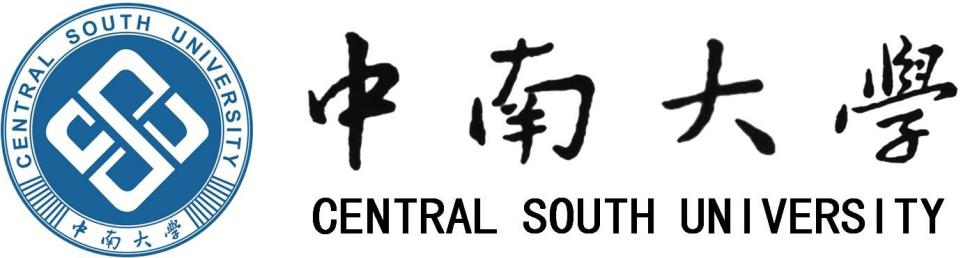 CENTRAL SOUTH UNIVERSITY
中南大學
中南大學
CENTRAL SOUTH UNIVERSITY